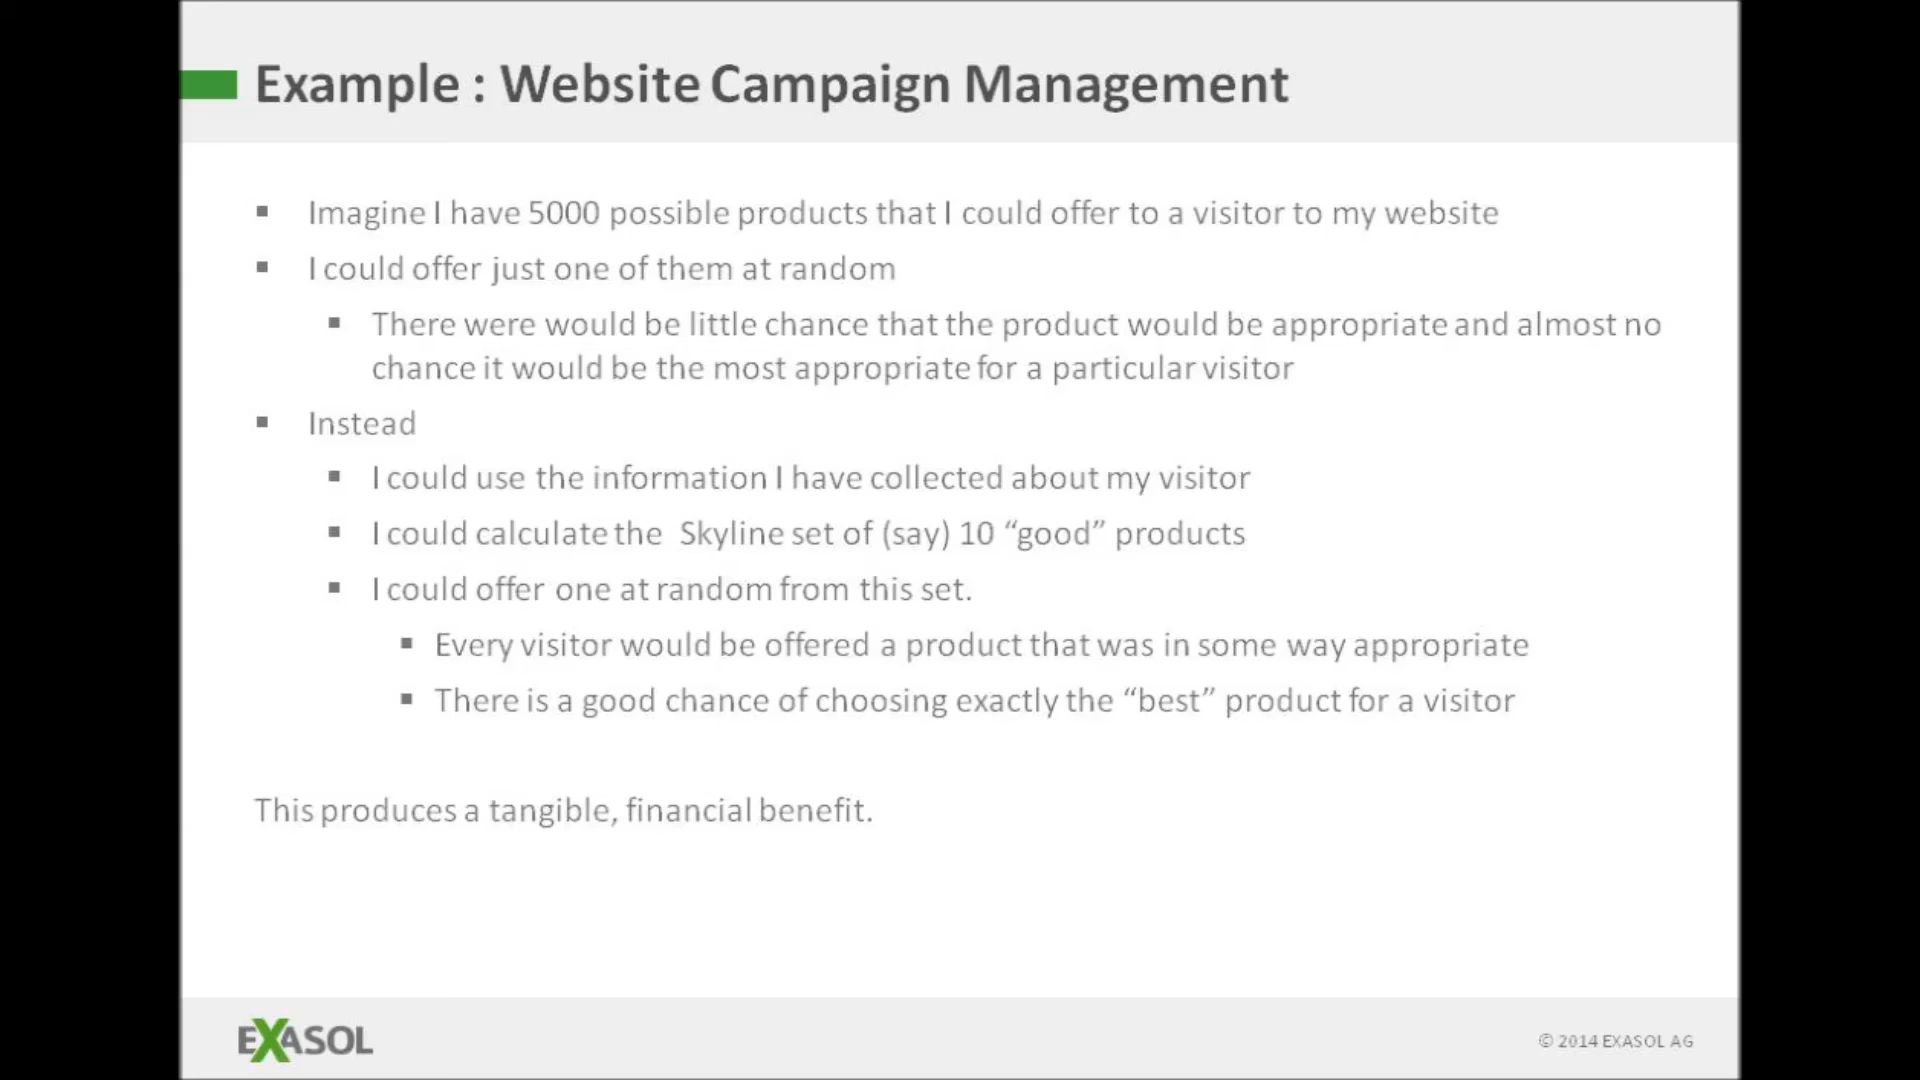 Example : Website Campaign Management
▪ Imagine I have 5000 possible products that I could offer to a visitor to my website
▪ I could offer just one of them at random
▪ There were would be little chance that the product would be appropriate and almost no
chance it would be the most appropriate for a particular visitor
▪ Instead
▪ I could use the information I have collected about my visitor
▪ I could calculate the Skyline set of (say) 10 “good” products
▪ I could offer one at random from this set.
▪ Every visitor would be offered a product that was in some way appropriate
▪ There is a good chance of choosing exactly the “best” product for a visitor
This produces a tangible, financial benefit.
EXASOL
© 2014 EXASOL AG